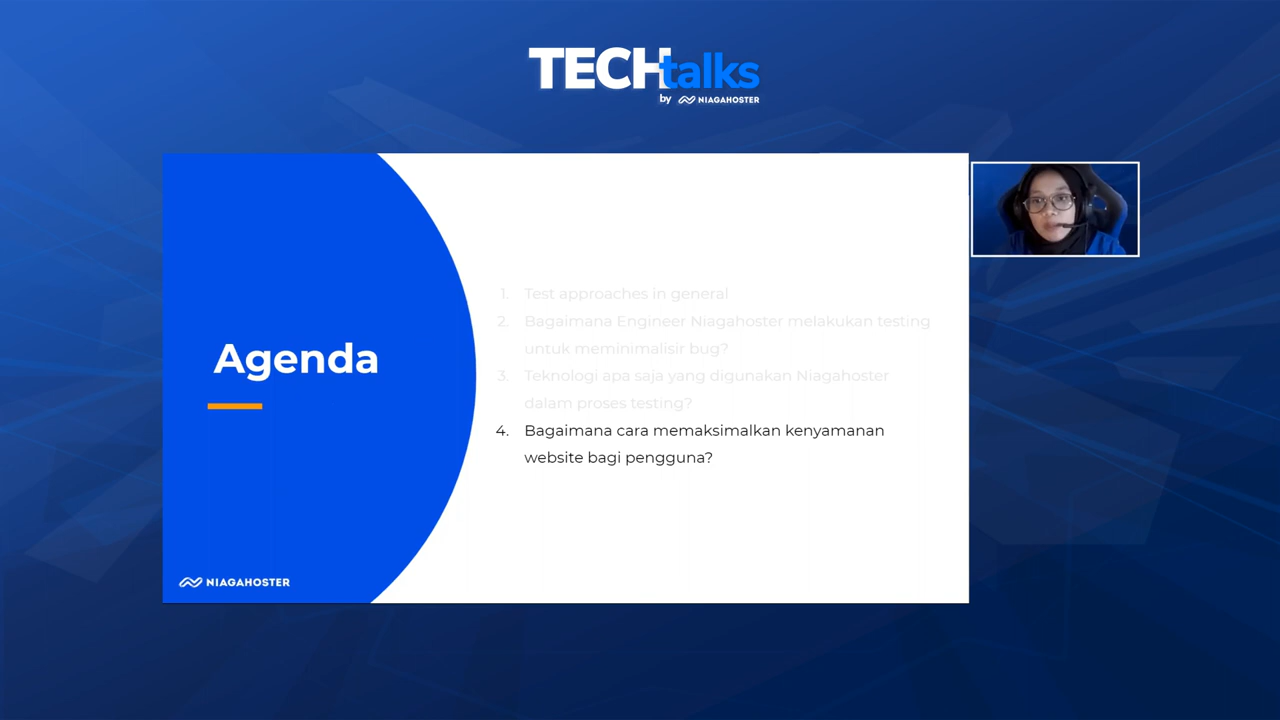 TECHtalks
by NIAGAHOSTER
Agenda
1. Test approaches in general
2. Bagaimana Engineer Niagahoster melakukan testing
untuk meminimalisir bug?
3. Teknologi apa saja yang digunakan Niagahoster
dalam proses testing?
4. Bagaimana cara memaksimalkan kenyamanan
website bagi pengguna?
NIAGAHOSTER